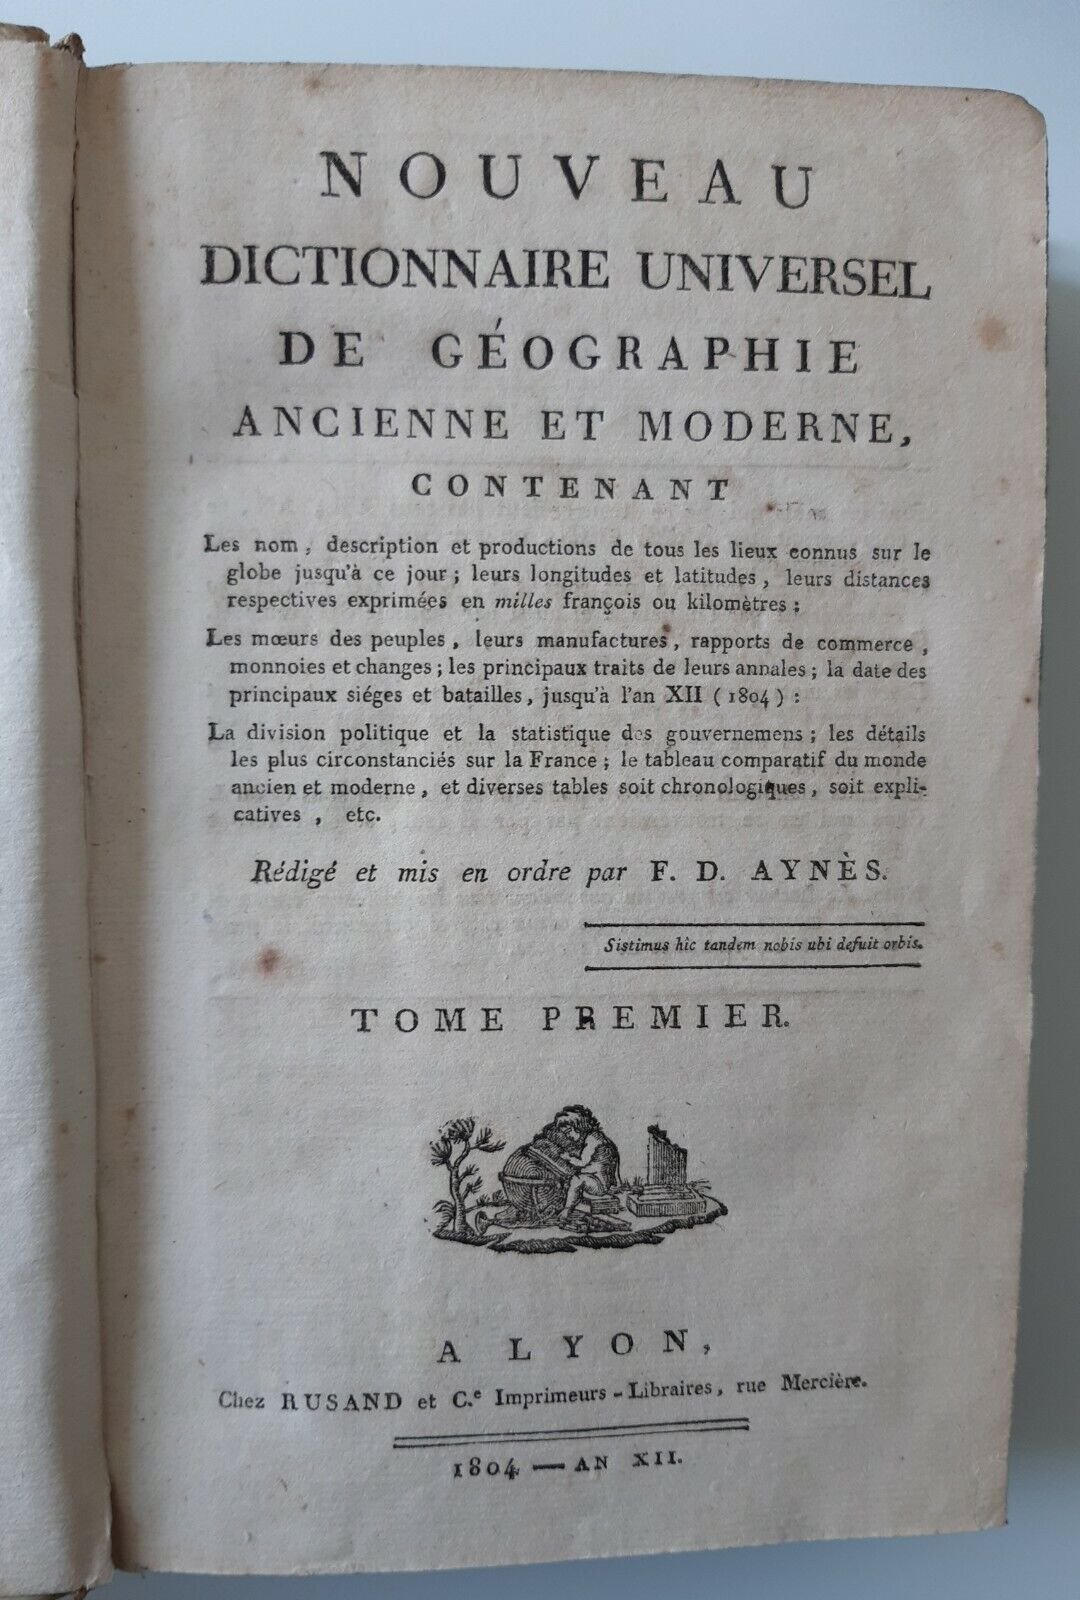 NOUVEAU
DICTIONNAIRE UNIVERSEL
DE GÉOGRAPHIE
ANCIENNE ET MODERNE,
CONTENANT
Les nom, description et productions de tous les lieux connus sur le
globe jusqu'à ce jour ; leurs longitudes et latitudes, leurs distances
respectives exprimées en milles françois ou kilomètres ;
Les mœurs des peuples, leurs manufactures, rapports de commerce,
monnoies et changes ; les principaux traits de leurs annales ; la date des
principaux siéges et batailles, jusqu'à l'an XII ( 1804 ) :
La division politique et la statistique des gouvernemens ; les détails
les plus circonstanciés sur la France ; le tableau comparatif du monde
ancien et moderne, et diverses tables soit chronologiques, soit expli-
catives, etc.
Rédigé et mis en ordre par F. D. AYNÈS.
Sistimus hîc tandem nobis ubi defuit orbis.
TOME PREMIER.
A LYON,
Chez RUSAND et C.e Imprimeurs-Libraires, rue Mercière.
1804 — AN XII.